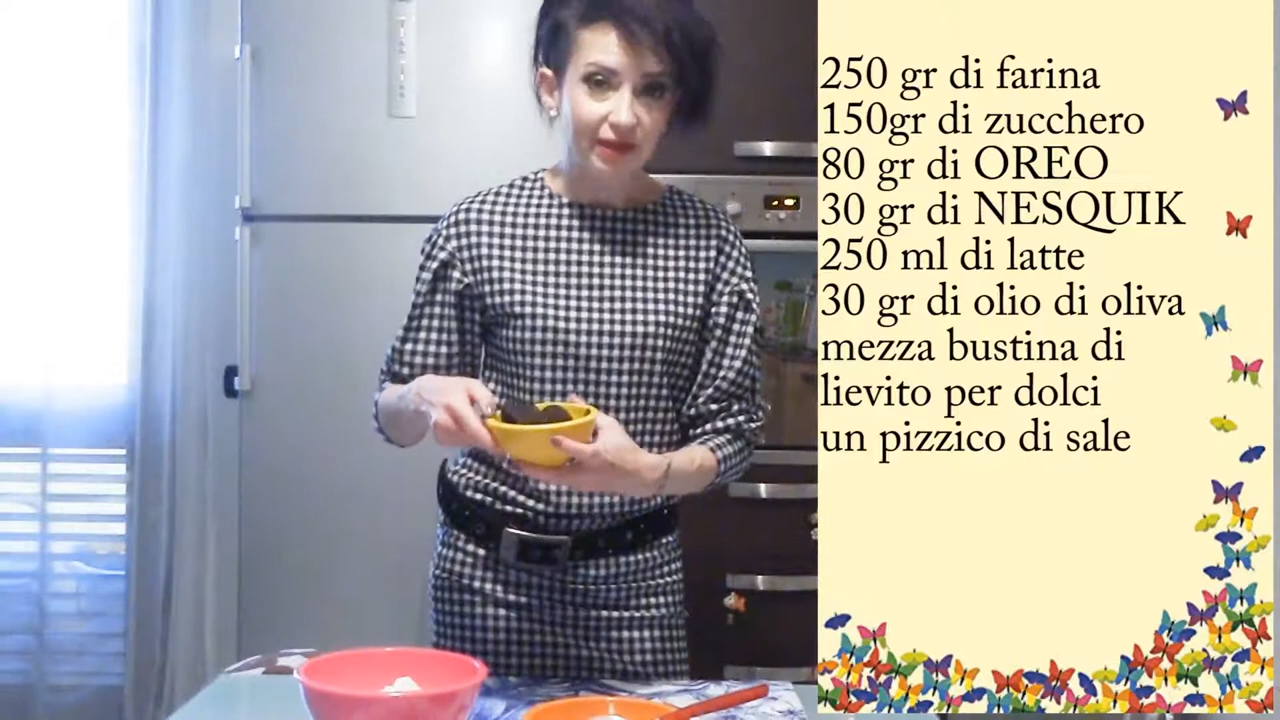 250 gr di farina
150gr di zucchero
80 gr di OREO
30 gr di NESQUIK
250 ml di latte
30 gr di olio di oliva
mezza bustina di
lievito per dolci
un pizzico di sale